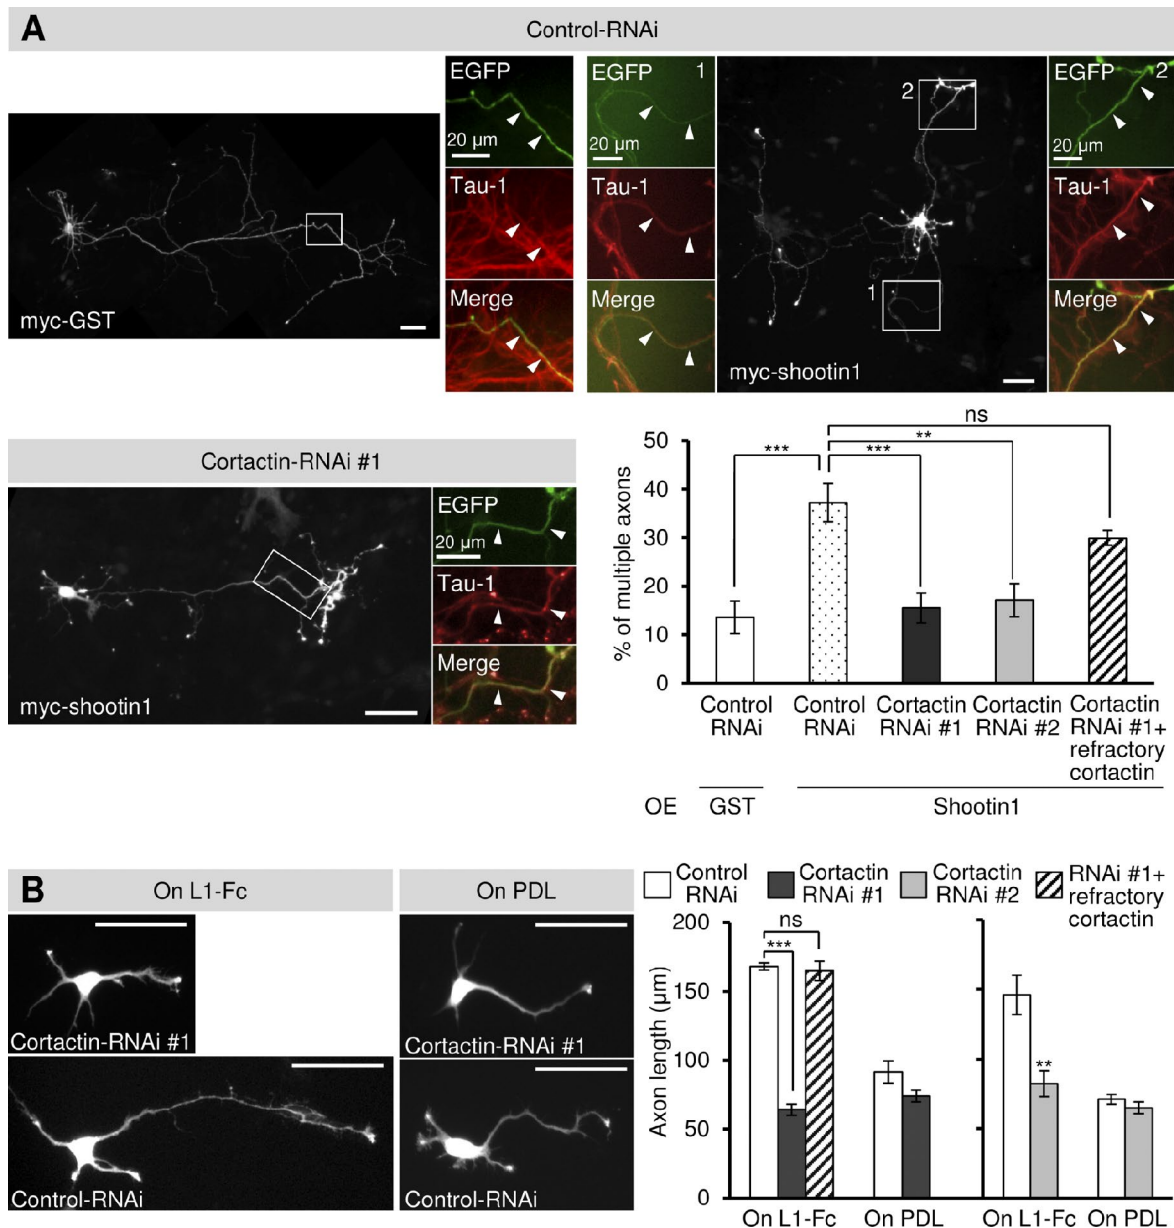 A
Control-RNAi
myc-GST
EGFP
20 µm
Tau-1
Merge
EGFP 1
20 µm
Tau-1
Merge
2
1
myc-shootin1
EGFP 2
20 µm
Tau-1
Merge
Cortactin-RNAi #1
myc-shootin1
EGFP
20 µm
Tau-1
Merge
% of multiple axons
50
40
30
20
10
0
***
***
**
ns
Control
RNAi
Control
RNAi
Cortactin
RNAi #1
Cortactin
RNAi #2
Cortactin
RNAi #1+
refractory
cortactin
OE
GST
Shootin1
B
On L1-Fc
On PDL
Cortactin-RNAi #1
Cortactin-RNAi #1
Control-RNAi
Control-RNAi
Control
RNAi
Cortactin
RNAi #1
Cortactin
RNAi #2
RNAi #1+
refractory
cortactin
Axon length (µm)
200
150
100
50
0
ns
***
**
On L1-Fc
On PDL
On L1-Fc
On PDL